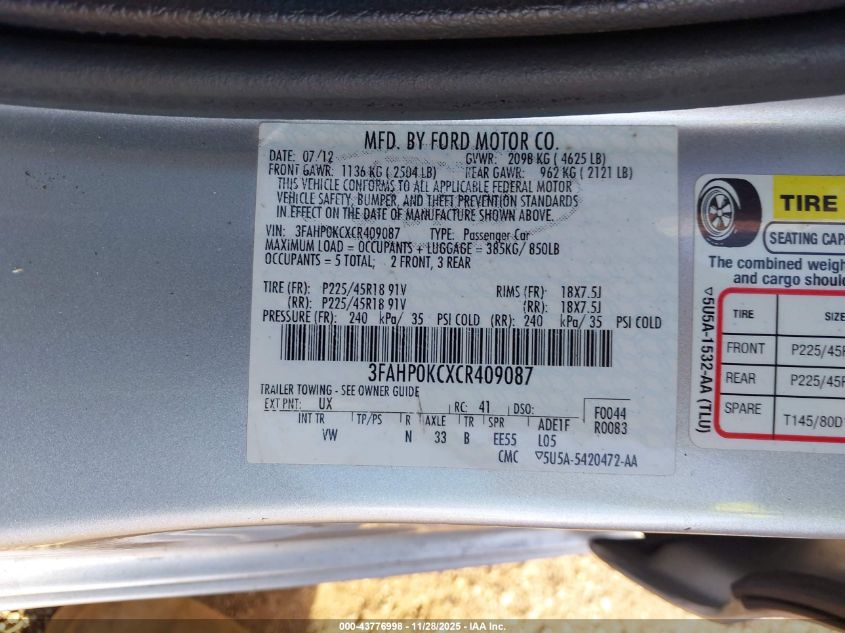 MFD. BY FORD MOTOR CO.
DATE: 07/12 GVWR: 2098 KG ( 4625 LB)
FRONT GAWR: 1136 KG ( 2504 LB) REAR GAWR: 962 KG ( 2121 LB)
THIS VEHICLE CONFORMS TO ALL APPLICABLE FEDERAL MOTOR
VEHICLE SAFETY, BUMPER, AND THEFT PREVENTION STANDARDS
IN EFFECT ON THE DATE OF MANUFACTURE SHOWN ABOVE.
VIN: 3FAHP0KCXCR409087 TYPE: Passenger Car
MAXIMUM LOAD = OCCUPANTS + LUGGAGE = 385KG/ 850LB
OCCUPANTS = 5 TOTAL; 2 FRONT, 3 REAR
TIRE (FR): P225/45R18 91V RIMS (FR): 18X7.5J
(RR): P225/45R18 91V (RR): 18X7.5J
PRESSURE (FR): 240 kPa/ 35 PSI COLD (RR): 240 kPa/ 35 PSI COLD
3FAHP0KCXCR409087
TRAILER TOWING - SEE OWNER GUIDE
EXT PNT: UX RC: 41 DSO: F0044
INT TR TP/PS R AXLE TR SPR ADE1F R0083
VW N 33 B EE55 L05
CMC ▽5U5A-5420472-AA
TIRE
SEATING CAPA
The combined weigh
and cargo should
▽5U5A-1532-AA (TLU)
TIRE SIZE
FRONT P225/45R
REAR P225/45R
SPARE T145/80D1
000-43776998 - 11/28/2025 - IAA Inc.